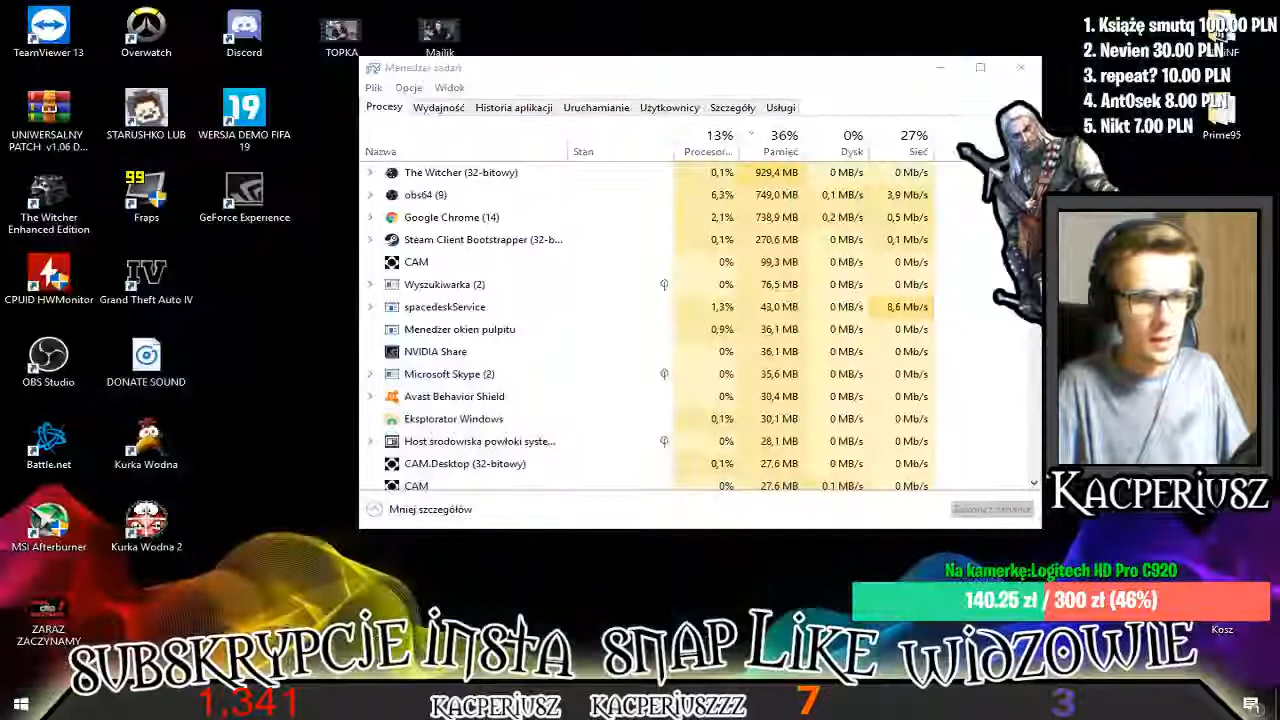 TeamViewer 13
Overwatch
Discord
TOPKA
Majlik
1. Książę smutq 100.00 PLN
2. Nevien 30.00 PLN
3. repeat? 10.00 PLN
4. Ant0sek 8.00 PLN
5. Nikt 7.00 PLN
Prime95
UNIWERSALNY
PATCH v1.06 D...
STARUSHKO LUB
19
WERSJA DEMO FIFA
19
The Witcher
Enhanced Edition
99
Fraps
GeForce Experience
CPUID HWMonitor
IV
Grand Theft Auto IV
OBS Studio
DONATE SOUND
Battle.net
Kurka Wodna
MSI Afterburner
Kurka Wodna 2
ZARAZ
ZACZYNAMY
Menedżer zadań
Plik Opcje Widok
Procesy Wydajność Historia aplikacji Uruchamianie Użytkownicy Szczegóły Usługi
13% 36% 0% 27%
Nazwa Stan Procesor... Pamięć Dysk Sieć
The Witcher (32-bitowy) 0,1% 929,4 MB 0 MB/s 0 Mb/s
obs64 (9) 6,3% 749,0 MB 0,1 MB/s 3,9 Mb/s
Google Chrome (14) 2,1% 738,9 MB 0,2 MB/s 0,5 Mb/s
Steam Client Bootstrapper (32-b... 0,1% 270,6 MB 0 MB/s 0,1 Mb/s
CAM 0% 99,3 MB 0 MB/s 0 Mb/s
Wyszukiwarka (2) 0% 76,5 MB 0 MB/s 0 Mb/s
spacedeskService 1,3% 43,0 MB 0 MB/s 8,6 Mb/s
Menedżer okien pulpitu 0,9% 36,1 MB 0 MB/s 0 Mb/s
NVIDIA Share 0% 36,1 MB 0 MB/s 0 Mb/s
Microsoft Skype (2) 0% 35,6 MB 0 MB/s 0 Mb/s
Avast Behavior Shield 0% 30,4 MB 0 MB/s 0 Mb/s
Eksplorator Windows 0,1% 30,1 MB 0 MB/s 0 Mb/s
Host środowiska powłoki syste... 0% 28,1 MB 0 MB/s 0 Mb/s
CAM.Desktop (32-bitowy) 0,1% 27,6 MB 0 MB/s 0 Mb/s
CAM 0% 27,6 MB 0,1 MB/s 0 Mb/s
Mniej szczegółów
Zakończ zadanie
KACPERIUSZ
Na kamerkę:Logitech HD Pro C920
140.25 zł / 300 zł (46%)
Kosz
SUBSKRYPCJE INSTA SNAP LIKE WIDZOWIE
1,341 KACPERIUSZ KACPERIUSZZZ 7 3